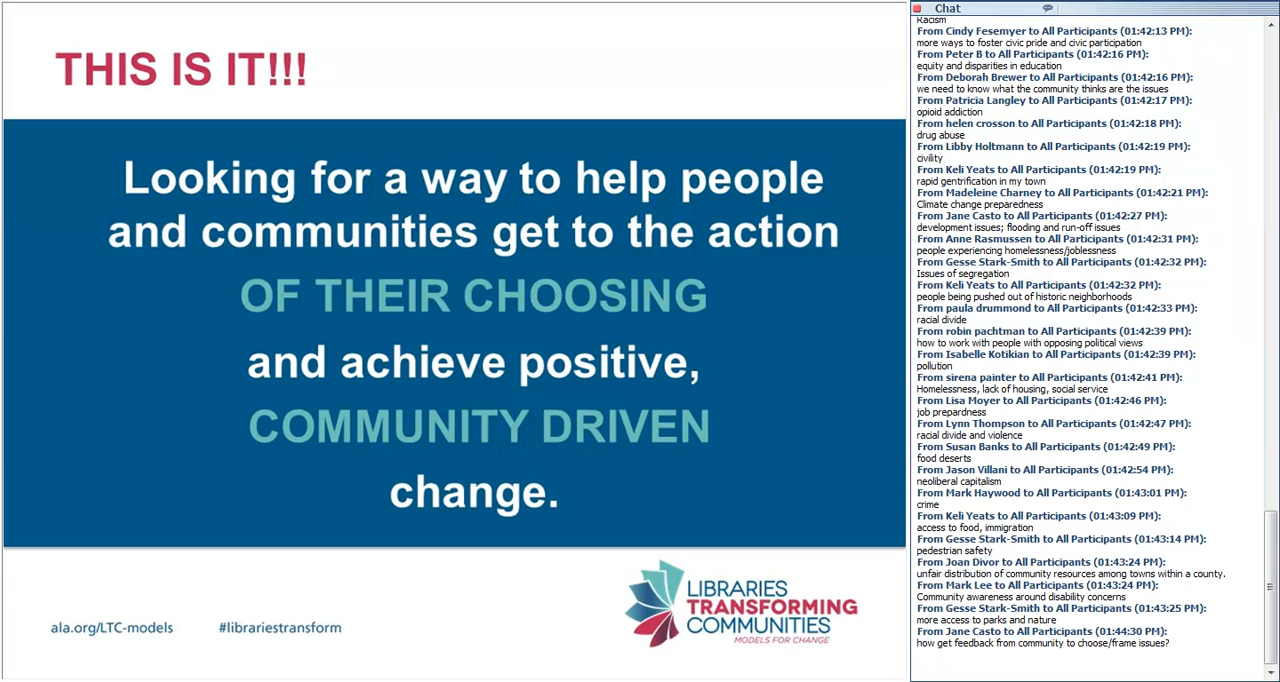 THIS IS IT!!!
Looking for a way to help people
and communities get to the action
OF THEIR CHOOSING
and achieve positive,
COMMUNITY DRIVEN
change.
ala.org/LTC-models
#librariestransform
LIBRARIES
TRANSFORMING
COMMUNITIES
MODELS FOR CHANGE
Chat
Racism
From Cindy Fesemyer to All Participants (01:42:13 PM):
more ways to foster civic pride and civic participation
From Peter B to All Participants (01:42:16 PM):
equity and disparities in education
From Deborah Brewer to All Participants (01:42:16 PM):
we need to know what the community thinks are the issues
From Patricia Langley to All Participants (01:42:17 PM):
opioid addiction
From helen crosson to All Participants (01:42:18 PM):
drug abuse
From Libby Holtmann to All Participants (01:42:19 PM):
civility
From Keli Yeats to All Participants (01:42:19 PM):
rapid gentrification in my town
From Madeleine Charney to All Participants (01:42:21 PM):
Climate change preparedness
From Jane Casto to All Participants (01:42:27 PM):
development issues; flooding and run-off issues
From Anne Rasmussen to All Participants (01:42:31 PM):
people experiencing homelessness/joblessness
From Gesse Stark-Smith to All Participants (01:42:32 PM):
Issues of segregation
From Keli Yeats to All Participants (01:42:32 PM):
people being pushed out of historic neighborhoods
From paula drummond to All Participants (01:42:33 PM):
racial divide
From robin pachtman to All Participants (01:42:39 PM):
how to work with people with opposing political views
From Isabelle Kotikian to All Participants (01:42:39 PM):
pollution
From sirena painter to All Participants (01:42:41 PM):
Homelessness, lack of housing, social service
From Lisa Moyer to All Participants (01:42:46 PM):
job prepardness
From Lynn Thompson to All Participants (01:42:47 PM):
racial divide and violence
From Susan Banks to All Participants (01:42:49 PM):
food deserts
From Jason Villani to All Participants (01:42:54 PM):
neoliberal capitalism
From Mark Haywood to All Participants (01:43:01 PM):
crime
From Keli Yeats to All Participants (01:43:09 PM):
access to food, immigration
From Gesse Stark-Smith to All Participants (01:43:14 PM):
pedestrian safety
From Joan Divor to All Participants (01:43:24 PM):
unfair distribution of community resources among towns within a county.
From Mark Lee to All Participants (01:43:24 PM):
Community awareness around disability concerns
From Gesse Stark-Smith to All Participants (01:43:25 PM):
more access to parks and nature
From Jane Casto to All Participants (01:44:30 PM):
how get feedback from community to choose/frame issues?